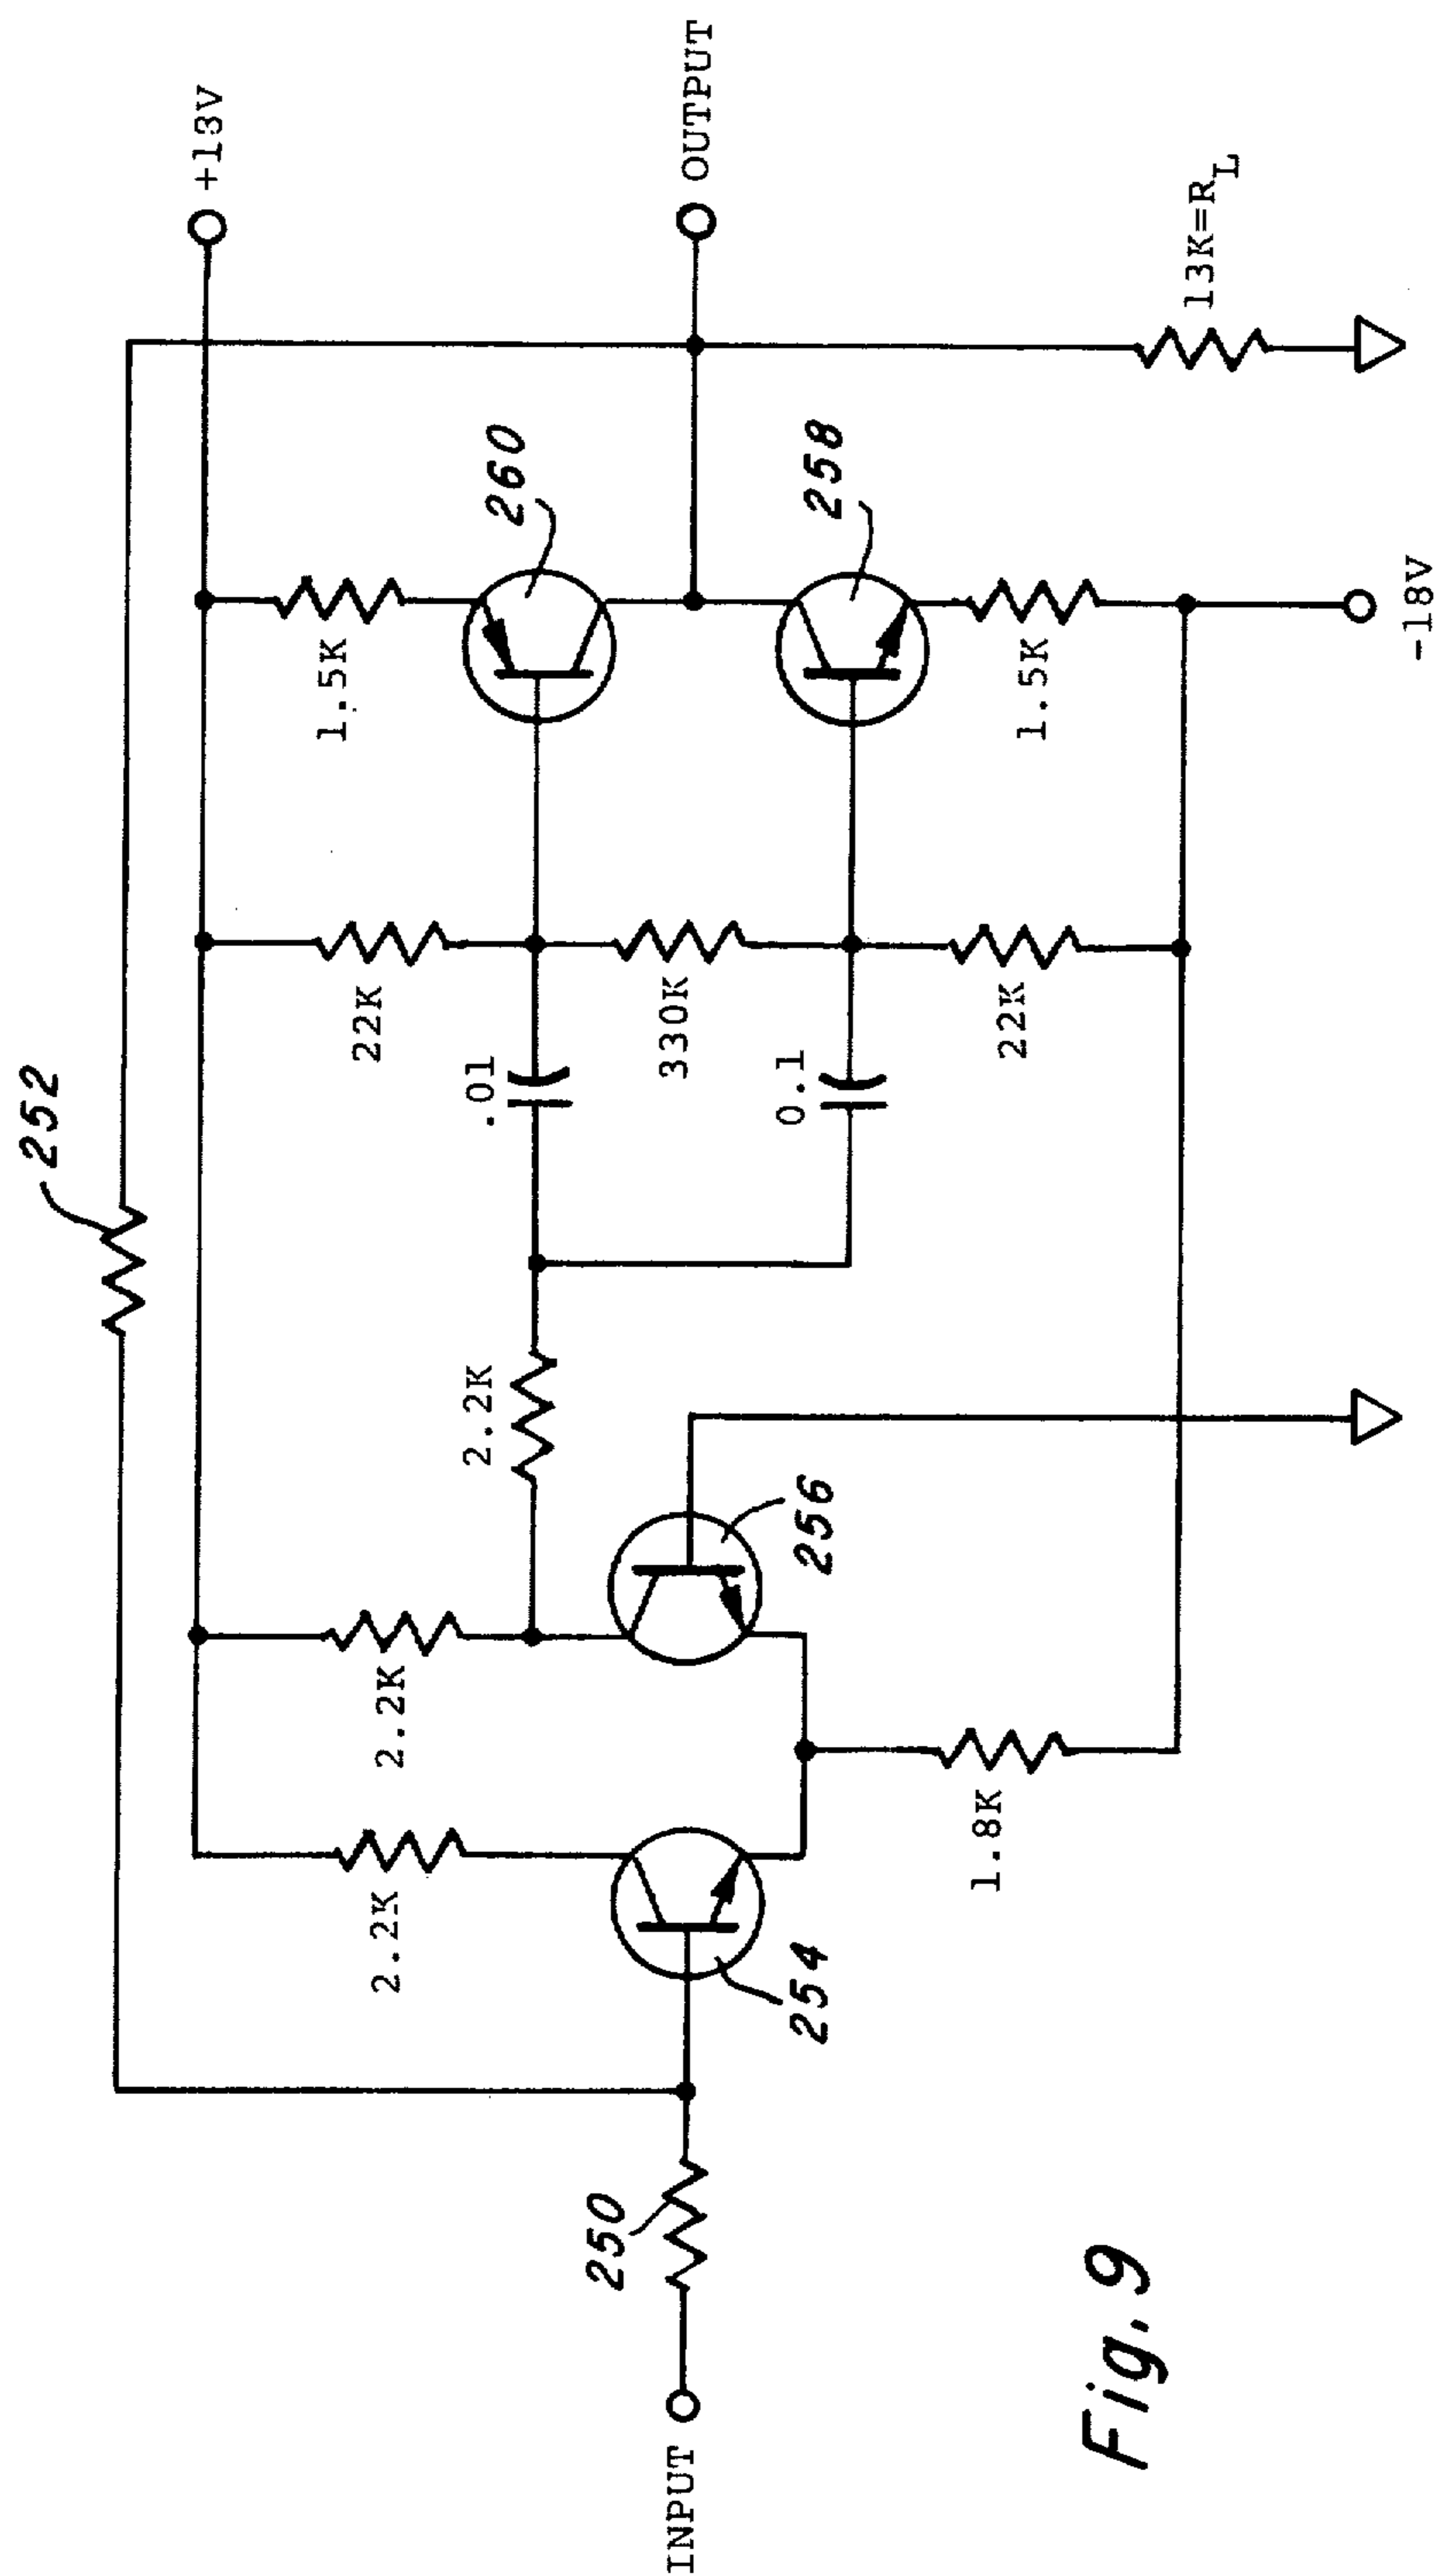 252
+13V
2.2K
2.2K
22K
1.5K
260
2.2K
.01
INPUT
250
330K
OUTPUT
254
256
0.1
258
1.8K
22K
1.5K
13K=RL
-18V
Fig. 9